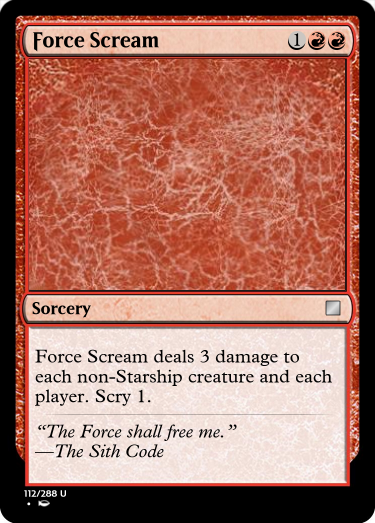 Force Scream 1
Sorcery
Force Scream deals 3 damage to
each non-Starship creature and each
player. Scry 1.
“The Force shall free me.”
—The Sith Code
112/288 U